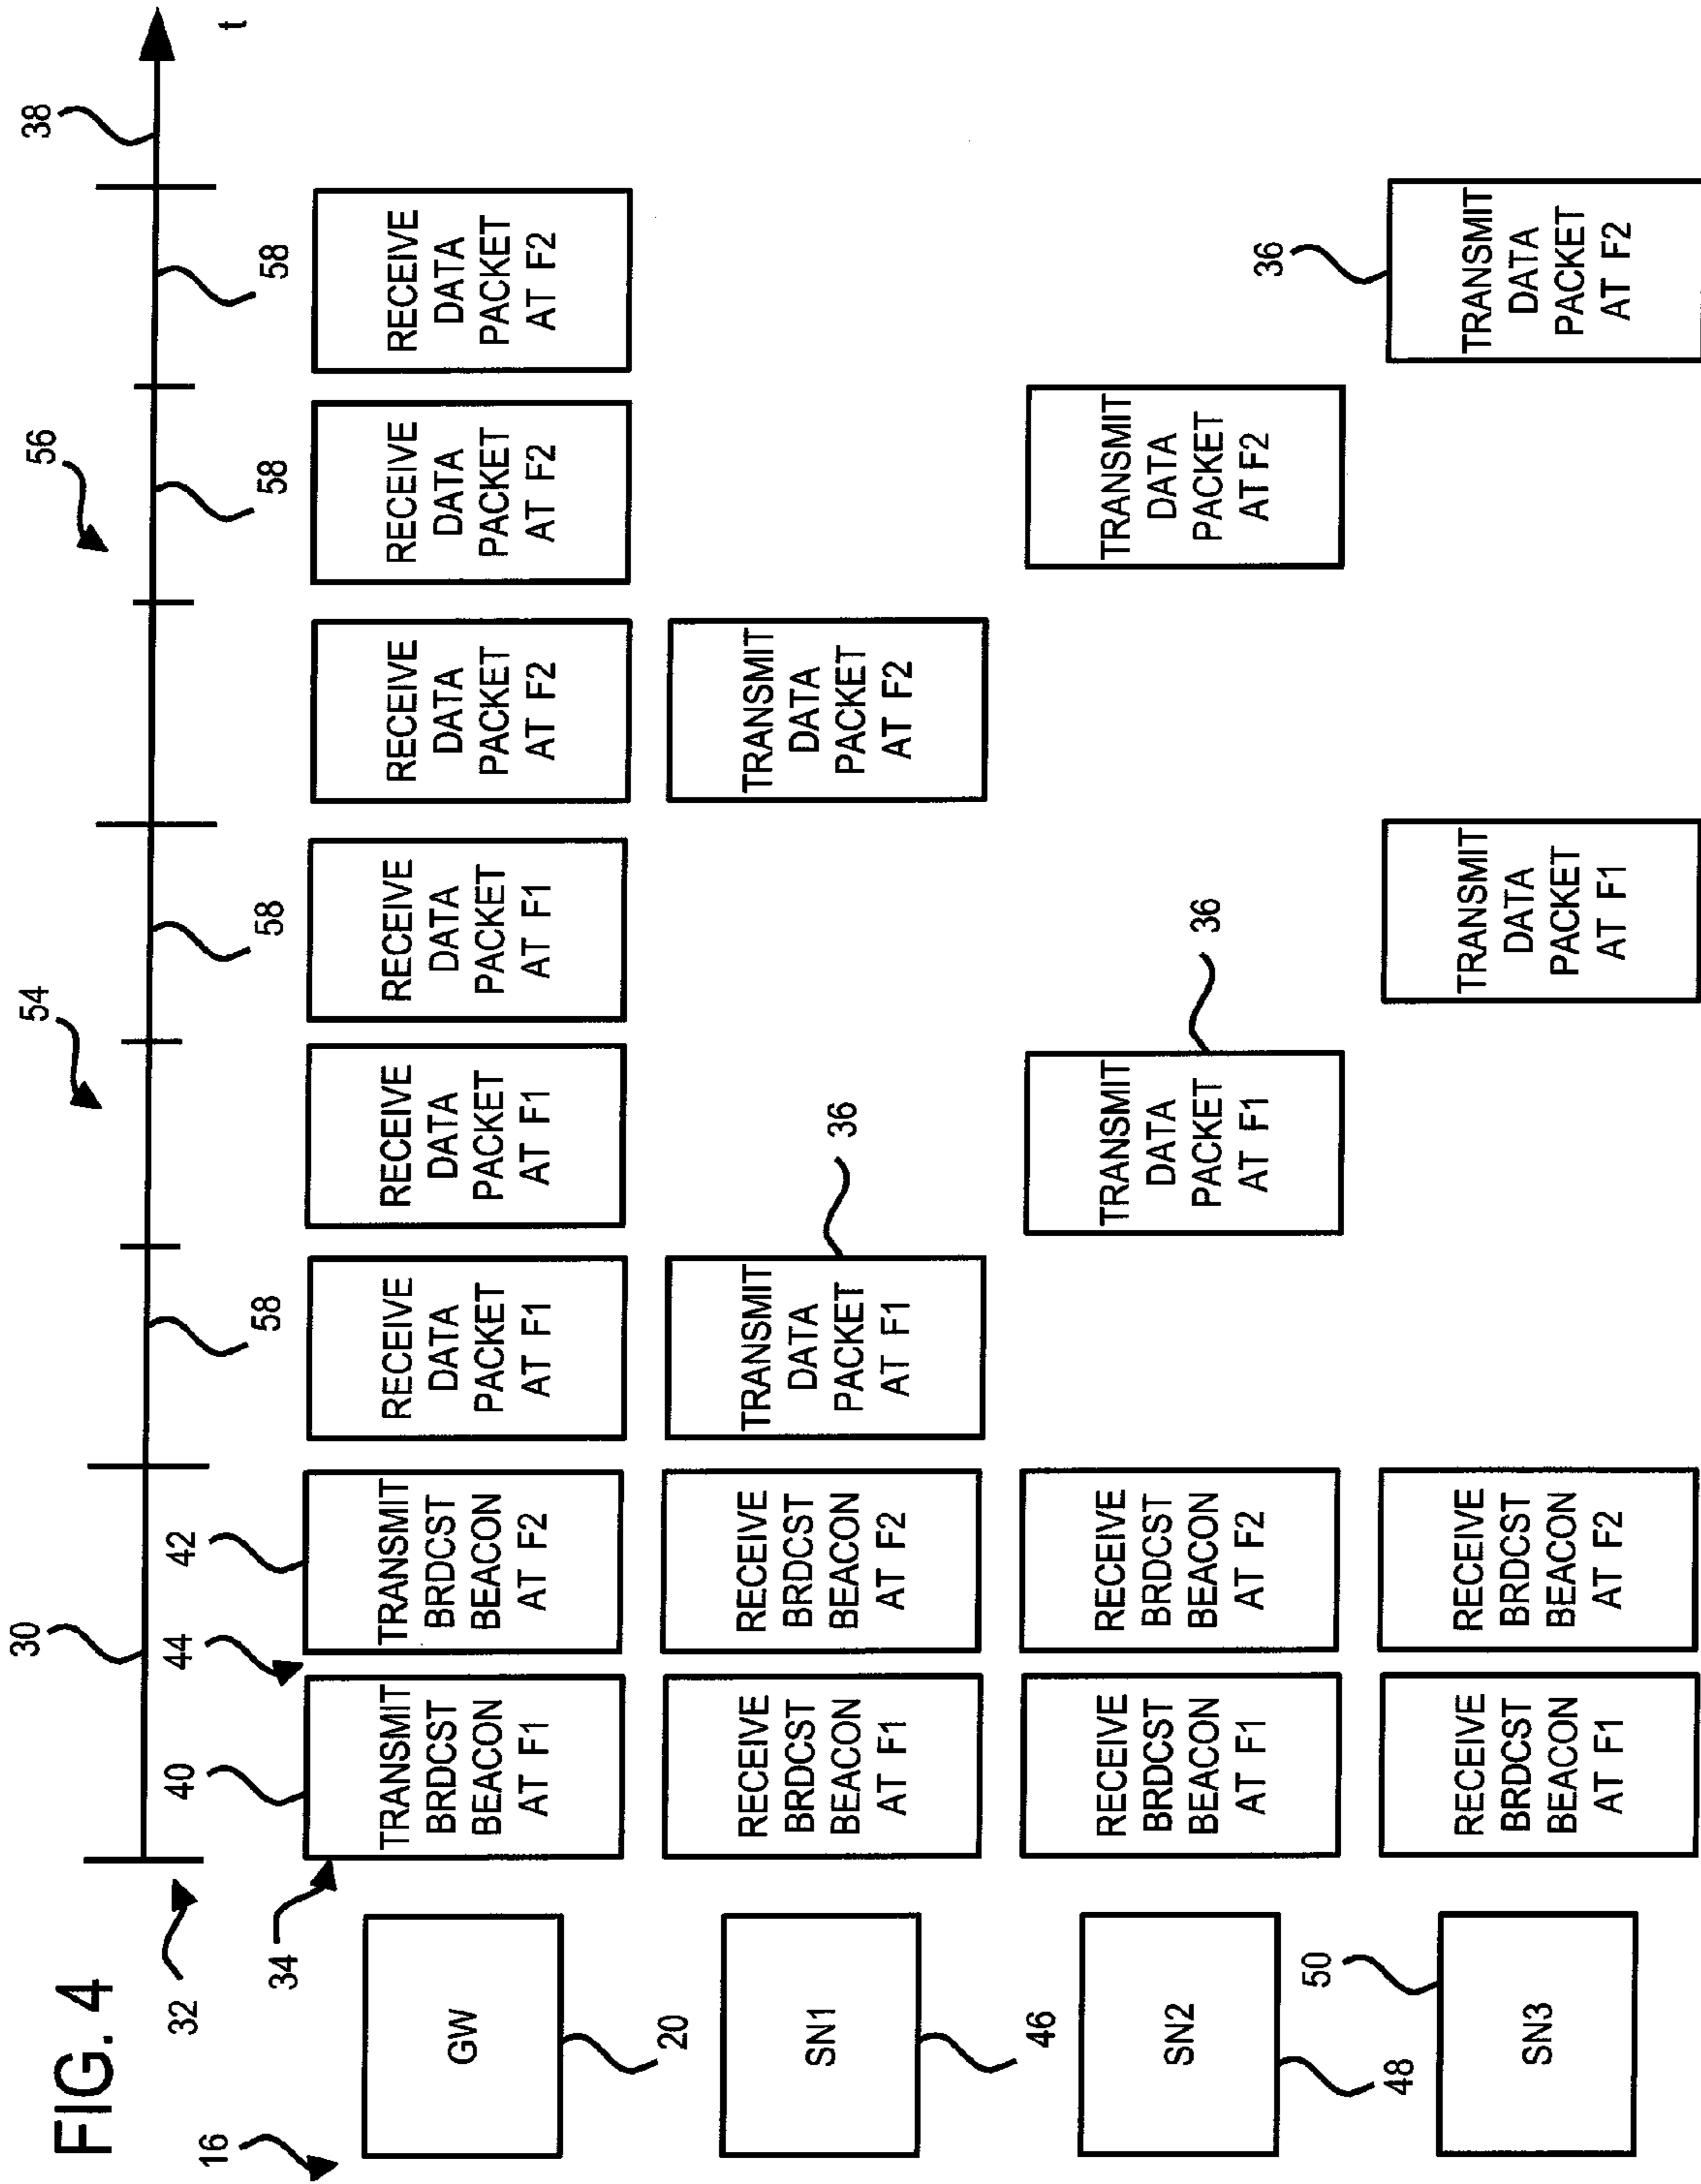 FIG. 4
16
32
30
54
56
38
t
58
58
58
58
34
40
44
42
GW
20
TRANSMIT
BRDCST
BEACON
AT F1
TRANSMIT
BRDCST
BEACON
AT F2
RECEIVE
DATA
PACKET
AT F1
RECEIVE
DATA
PACKET
AT F1
RECEIVE
DATA
PACKET
AT F1
RECEIVE
DATA
PACKET
AT F2
RECEIVE
DATA
PACKET
AT F2
RECEIVE
DATA
PACKET
AT F2
SN1
46
RECEIVE
BRDCST
BEACON
AT F1
RECEIVE
BRDCST
BEACON
AT F2
TRANSMIT
DATA
PACKET
AT F1
36
TRANSMIT
DATA
PACKET
AT F2
SN2
48
RECEIVE
BRDCST
BEACON
AT F1
RECEIVE
BRDCST
BEACON
AT F2
TRANSMIT
DATA
PACKET
AT F1
36
TRANSMIT
DATA
PACKET
AT F2
50
SN3
RECEIVE
BRDCST
BEACON
AT F1
RECEIVE
BRDCST
BEACON
AT F2
TRANSMIT
DATA
PACKET
AT F1
36
TRANSMIT
DATA
PACKET
AT F2